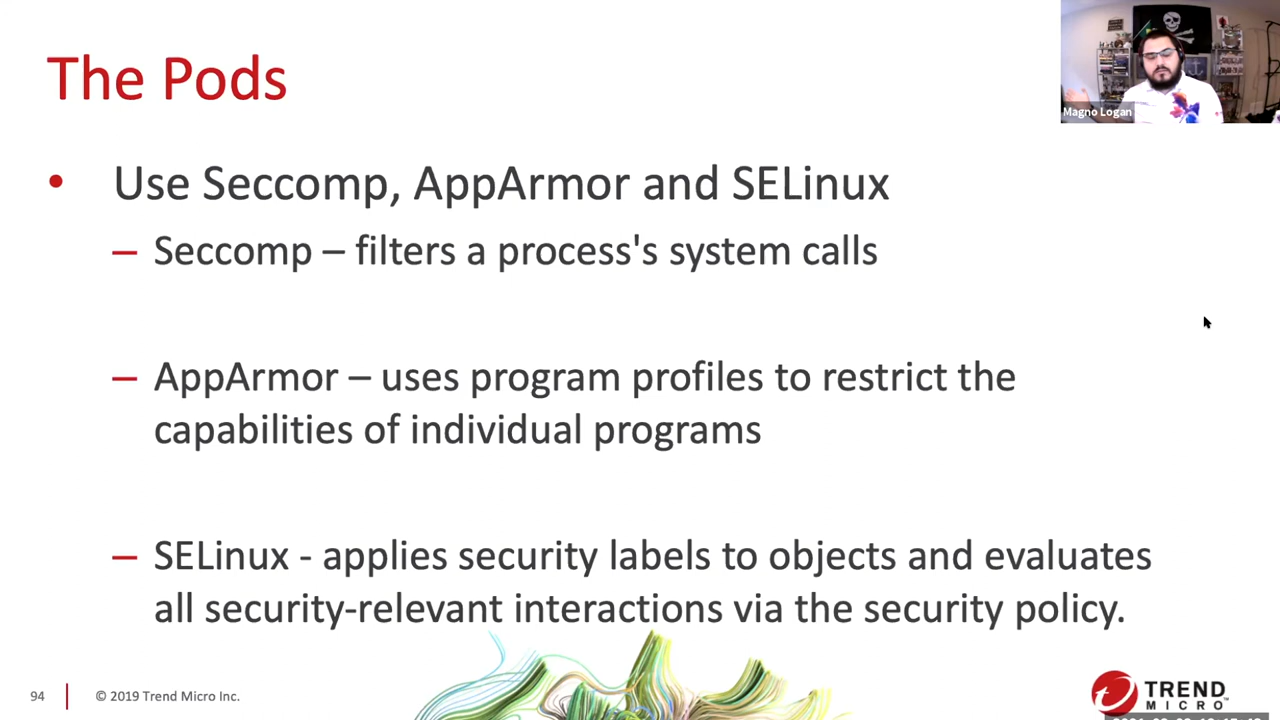 The Pods
Magno Logan
• Use Seccomp, AppArmor and SELinux
– Seccomp – filters a process's system calls
– AppArmor – uses program profiles to restrict the
capabilities of individual programs
– SELinux - applies security labels to objects and evaluates
all security-relevant interactions via the security policy.
94
© 2019 Trend Micro Inc.
TREND
MICRO